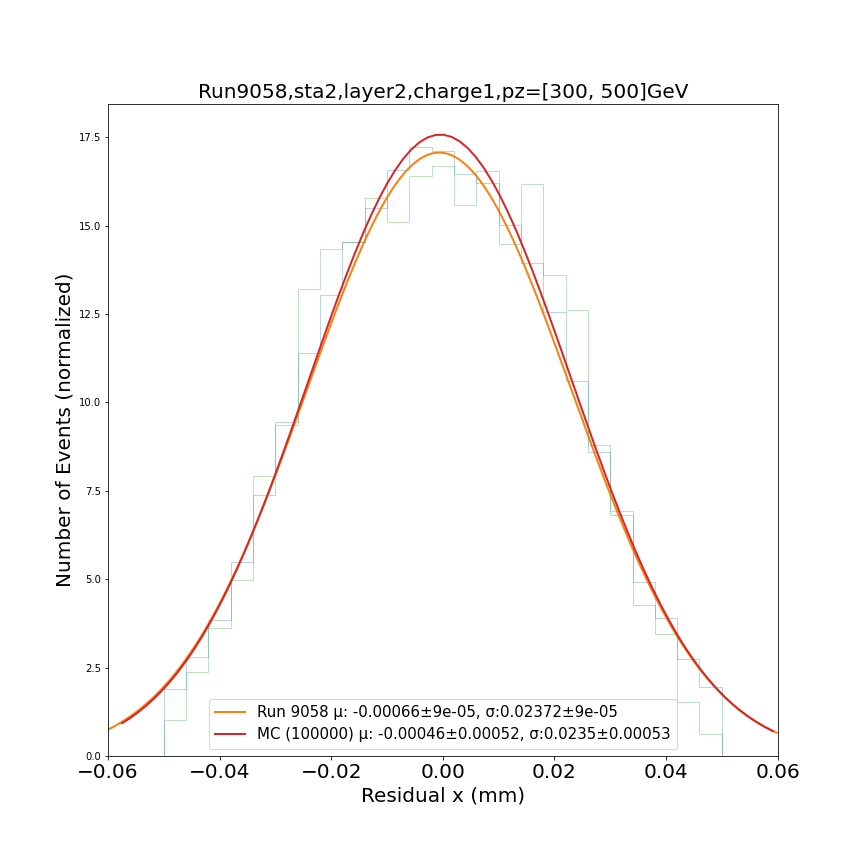 Run9058,sta2,layer2,charge1,pz=[300, 500]GeV
Number of Events (normalized)
17.5
15.0
12.5
10.0
7.5
5.0
2.5
0.0
Run 9058 μ: -0.00066±9e-05, σ:0.02372±9e-05
MC (100000) μ: -0.00046±0.00052, σ:0.0235±0.00053
−0.06 −0.04 −0.02 0.00 0.02 0.04 0.06
Residual x (mm)